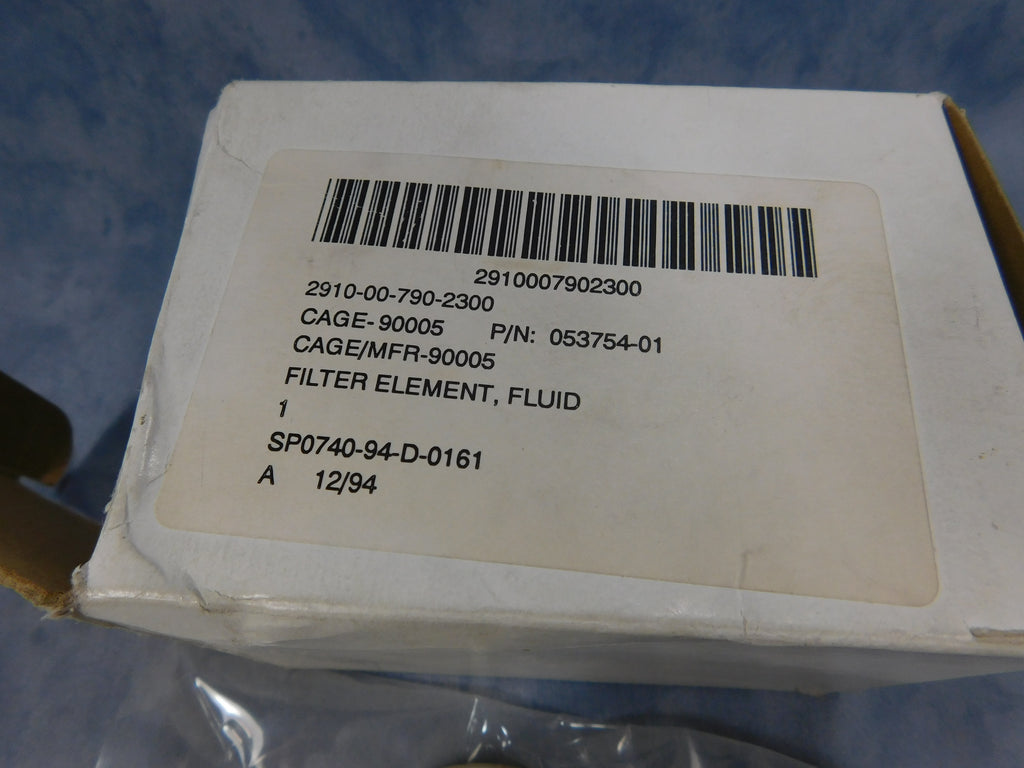 2910007902300
2910-00-790-2300
CAGE-90005 P/N: 053754-01
CAGE/MFR-90005
FILTER ELEMENT, FLUID
1
SP0740-94-D-0161
A 12/94